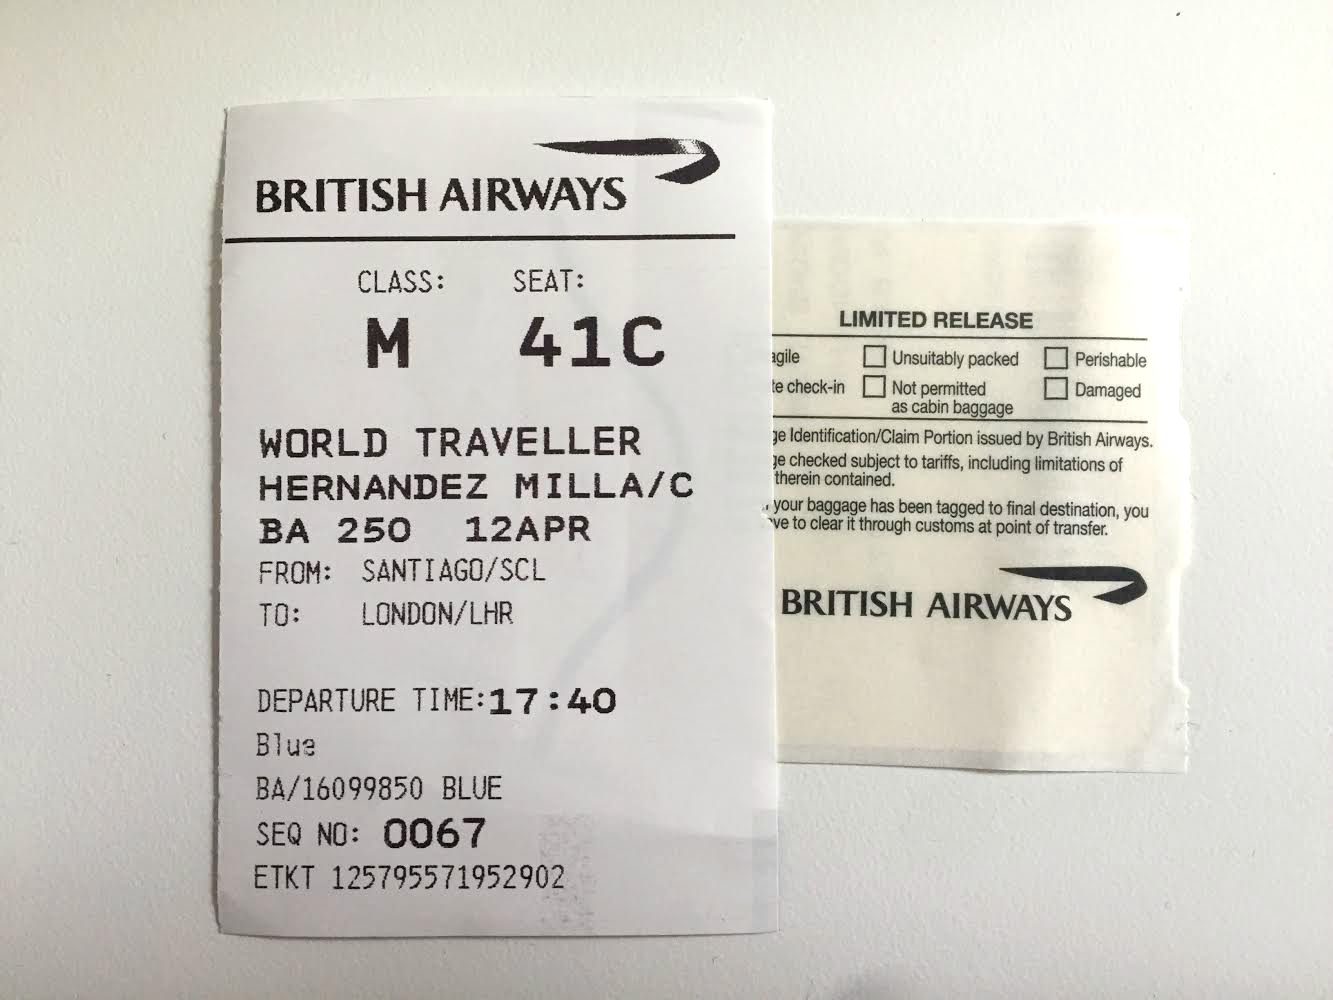 BRITISH AIRWAYS
CLASS: SEAT:
M 41C
WORLD TRAVELLER
HERNANDEZ MILLA/C
BA 250 12APR
FROM: SANTIAGO/SCL
TO: LONDON/LHR
DEPARTURE TIME:17:40
Blue
BA/16099850 BLUE
SEQ NO: 0067
ETKT 125795571952902
LIMITED RELEASE
agile Unsuitably packed Perishable
te check-in Not permitted Damaged
as cabin baggage
ge Identification/Claim Portion issued by British Airways.
ge checked subject to tariffs, including limitations of
therein contained.
, your baggage has been tagged to final destination, you
ve to clear it through customs at point of transfer.
BRITISH AIRWAYS